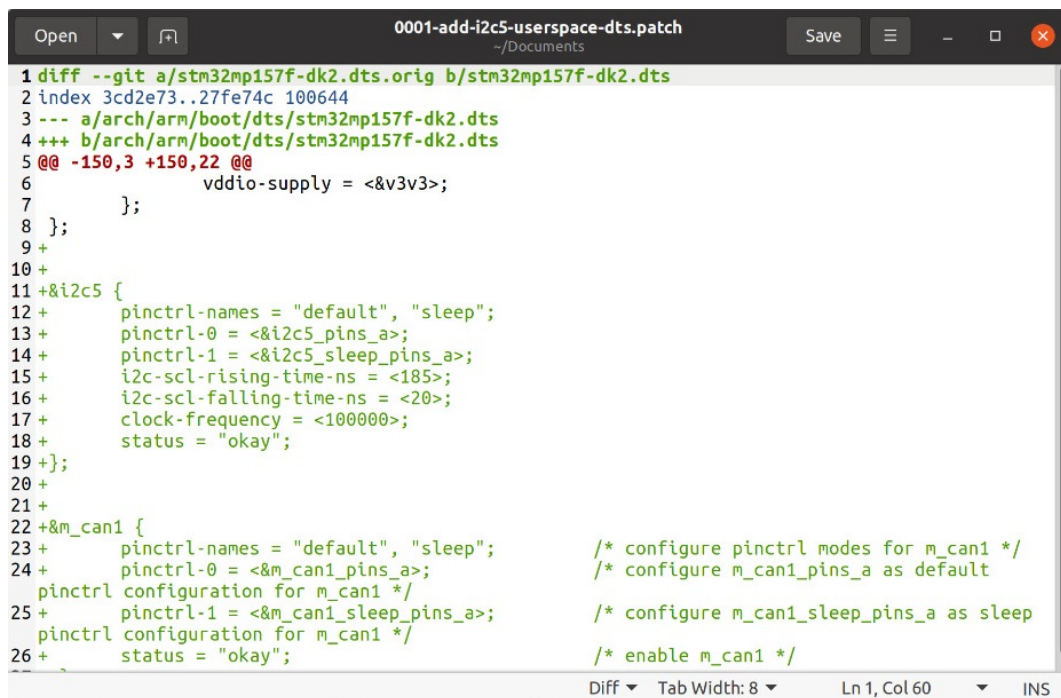 Open
0001-add-i2c5-userspace-dts.patch
~/Documents
Save
1 diff --git a/stm32mp157f-dk2.dts.orig b/stm32mp157f-dk2.dts
2 index 3cd2e73..27fe74c 100644
3 --- a/arch/arm/boot/dts/stm32mp157f-dk2.dts
4 +++ b/arch/arm/boot/dts/stm32mp157f-dk2.dts
5 @@ -150,3 +150,22 @@
6                 vddio-supply = <&v3v3>;
7         };
8  };
9 +
10 +
11 +&i2c5 {
12 +       pinctrl-names = "default", "sleep";
13 +       pinctrl-0 = <&i2c5_pins_a>;
14 +       pinctrl-1 = <&i2c5_sleep_pins_a>;
15 +       i2c-scl-rising-time-ns = <185>;
16 +       i2c-scl-falling-time-ns = <20>;
17 +       clock-frequency = <100000>;
18 +       status = "okay";
19 +};
20 +
21 +
22 +&m_can1 {
23 +       pinctrl-names = "default", "sleep";          /* configure pinctrl modes for m_can1 */
24 +       pinctrl-0 = <&m_can1_pins_a>;                /* configure m_can1_pins_a as default
pinctrl configuration for m_can1 */
25 +       pinctrl-1 = <&m_can1_sleep_pins_a>;          /* configure m_can1_sleep_pins_a as sleep
pinctrl configuration for m_can1 */
26 +       status = "okay";                             /* enable m_can1 */
Diff Tab Width: 8 Ln 1, Col 60 INS